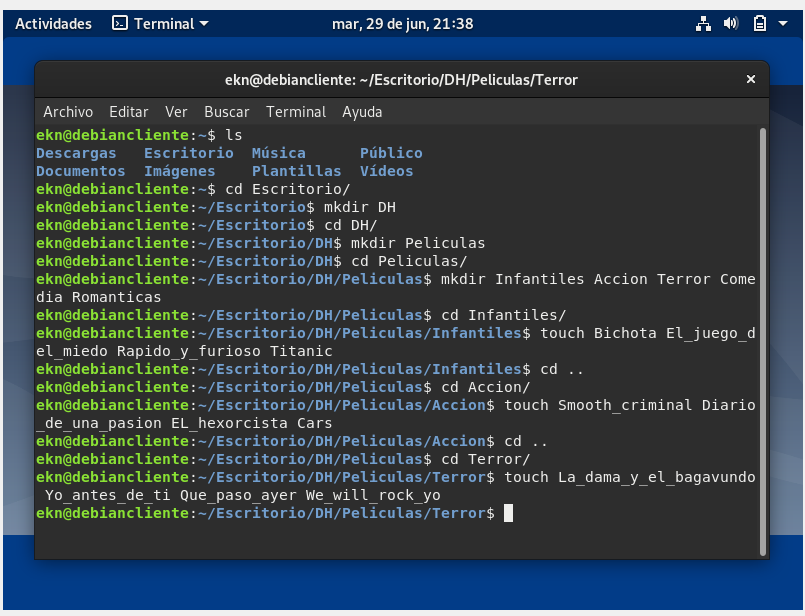 Actividades Terminal mar, 29 de jun, 21:38
ekn@debiancliente: ~/Escritorio/DH/Peliculas/Terror ×
Archivo Editar Ver Buscar Terminal Ayuda
ekn@debiancliente:~$ ls
Descargas Escritorio Música Público
Documentos Imágenes Plantillas Vídeos
ekn@debiancliente:~$ cd Escritorio/
ekn@debiancliente:~/Escritorio$ mkdir DH
ekn@debiancliente:~/Escritorio$ cd DH/
ekn@debiancliente:~/Escritorio/DH$ mkdir Peliculas
ekn@debiancliente:~/Escritorio/DH$ cd Peliculas/
ekn@debiancliente:~/Escritorio/DH/Peliculas$ mkdir Infantiles Accion Terror Come
dia Romanticas
ekn@debiancliente:~/Escritorio/DH/Peliculas$ cd Infantiles/
ekn@debiancliente:~/Escritorio/DH/Peliculas/Infantiles$ touch Bichota El_juego_d
el_miedo Rapido_y_furioso Titanic
ekn@debiancliente:~/Escritorio/DH/Peliculas/Infantiles$ cd ..
ekn@debiancliente:~/Escritorio/DH/Peliculas$ cd Accion/
ekn@debiancliente:~/Escritorio/DH/Peliculas/Accion$ touch Smooth_criminal Diario
_de_una_pasion EL_hexorcista Cars
ekn@debiancliente:~/Escritorio/DH/Peliculas/Accion$ cd ..
ekn@debiancliente:~/Escritorio/DH/Peliculas$ cd Terror/
ekn@debiancliente:~/Escritorio/DH/Peliculas/Terror$ touch La_dama_y_el_bagavundo
Yo_antes_de_ti Que_paso_ayer We_will_rock_yo
ekn@debiancliente:~/Escritorio/DH/Peliculas/Terror$